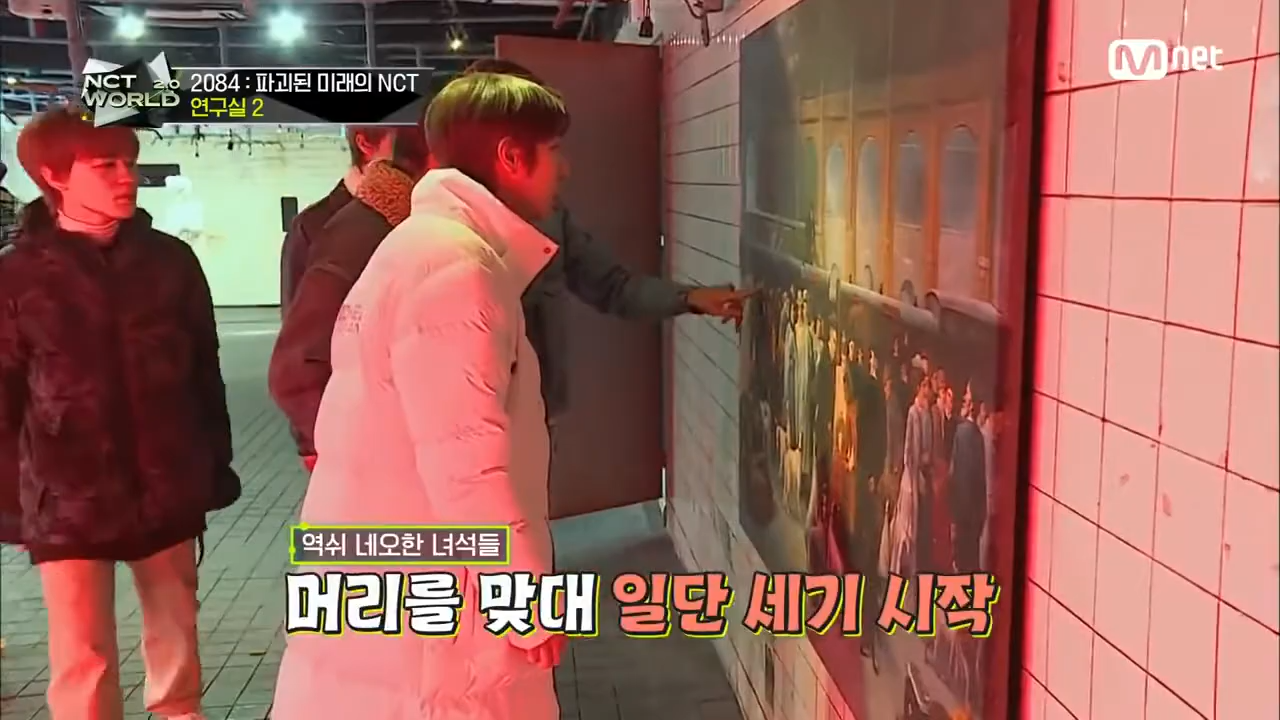 NCT 2.0
WORLD
2084 : 파괴된 미래의 NCT
연구실 2
Mnet
역쉬 네오한 녀석들
머리를 맞대 일단 세기 시작